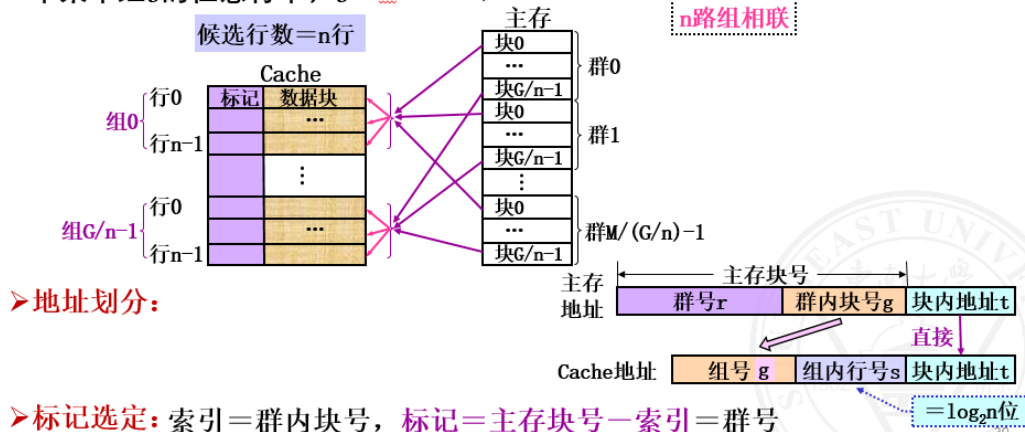 主存
n路组相联
候选行数=n行
块0
…
块G/n-1
群0
Cache
行0
标记
数据块
组0
…
行n-1
块0
…
块G/n-1
群1
⋮
⋮
行0
组G/n-1
…
行n-1
块0
…
块G/n-1
群M/(G/n)-1
➢地址划分:
主存
地址
主存块号
群号r
群内块号g
块内地址t
直接
Cache地址
组号 g
组内行号s
块内地址t
=log₂n位
➢标记选定: 索引=群内块号, 标记=主存块号-索引=群号